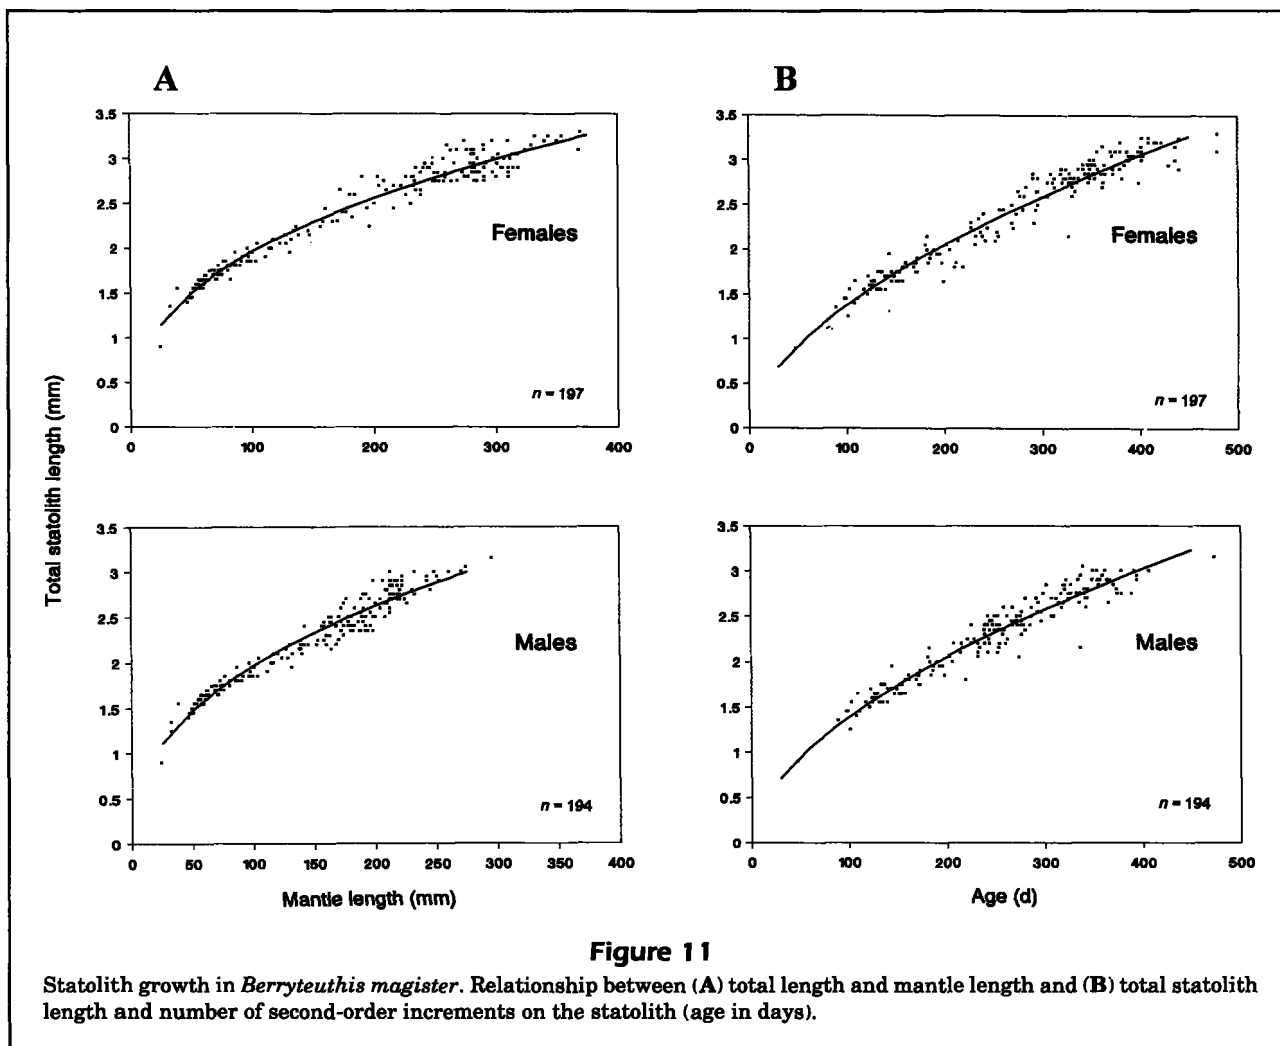 A
B
Total statolith length (mm)
3.5
3
2.5
2
1.5
1
0.5
0
Females
n = 197
0 100 200 300 400
3.5
3
2.5
2
1.5
1
0.5
0
Females
n = 197
0 100 200 300 400 500
3.5
3
2.5
2
1.5
1
0.5
0
Males
n = 194
0 50 100 150 200 250 300 350 400
Mantle length (mm)
3.5
3
2.5
2
1.5
1
0.5
0
Males
n = 194
0 100 200 300 400 500
Age (d)
Figure 11
Statolith growth in Berryteuthis magister. Relationship between (A) total length and mantle length and (B) total statolith
length and number of second-order increments on the statolith (age in days).